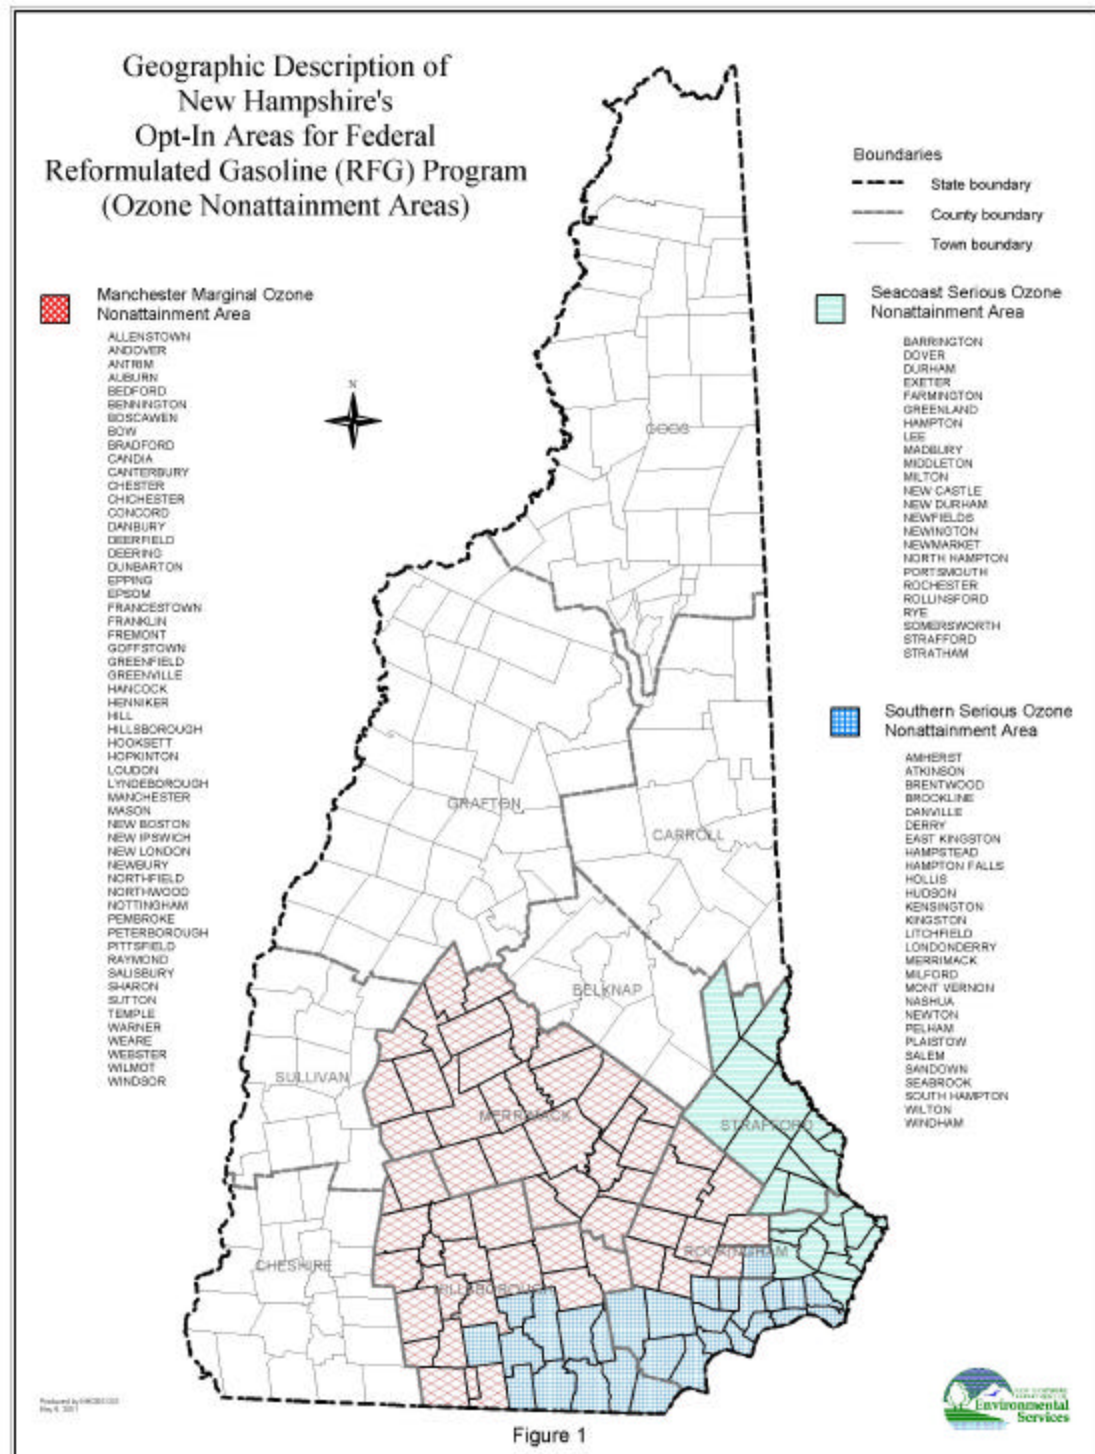 Geographic Description of
New Hampshire's
Opt-In Areas for Federal
Reformulated Gasoline (RFG) Program
(Ozone Nonattainment Areas)
Boundaries
State boundary
County boundary
Town boundary
Manchester Marginal Ozone
Nonattainment Area
ALLENSTOWN
ANDOVER
ANTRIM
AUBURN
BEDFORD
BENNINGTON
BOSCAWEN
BOW
BRADFORD
CANDIA
CANTERBURY
CHESTER
CHICHESTER
CONCORD
DANBURY
DEERFIELD
DEERING
DUNBARTON
EPPING
EPSOM
FRANCESTOWN
FRANKLIN
FREMONT
GOFFSTOWN
GREENFIELD
GREENVILLE
HANCOCK
HENNIKER
HILL
HILLSBOROUGH
HOOKSETT
HOPKINTON
LOUDON
LYNDEBOROUGH
MANCHESTER
MASON
NEW BOSTON
NEW IPSWICH
NEW LONDON
NEWBURY
NORTHFIELD
NORTHWOOD
NOTTINGHAM
PEMBROKE
PETERBOROUGH
PITTSFIELD
RAYMOND
SALISBURY
SHARON
SUTTON
TEMPLE
WARNER
WEARE
WEBSTER
WILMOT
WINDSOR
Seacoast Serious Ozone
Nonattainment Area
BARRINGTON
DOVER
DURHAM
EXETER
FARMINGTON
GREENLAND
HAMPTON
LEE
MADBURY
MIDDLETON
MILTON
NEW CASTLE
NEW DURHAM
NEWFIELDS
NEWINGTON
NEWMARKET
NORTH HAMPTON
PORTSMOUTH
ROCHESTER
ROLLINSFORD
RYE
SOMERSWORTH
STRAFFORD
STRATHAM
Southern Serious Ozone
Nonattainment Area
AMHERST
ATKINSON
BRENTWOOD
BROOKLINE
DANVILLE
DERRY
EAST KINGSTON
HAMPSTEAD
HAMPTON FALLS
HOLLIS
HUDSON
KENSINGTON
KINGSTON
LITCHFIELD
LONDONDERRY
MERRIMACK
MILFORD
MONT VERNON
NASHUA
NEWTON
PELHAM
PLAISTOW
SALEM
SANDOWN
SEABROOK
SOUTH HAMPTON
WILTON
WINDHAM
N
COOS
GRAFTON
CARROLL
BELKNAP
SULLIVAN
MERRIMACK
STRAFFORD
CHESHIRE
HILLSBOROUGH
ROCKINGHAM
NEW HAMPSHIRE
DEPARTMENT OF
Environmental
Services
Figure 1